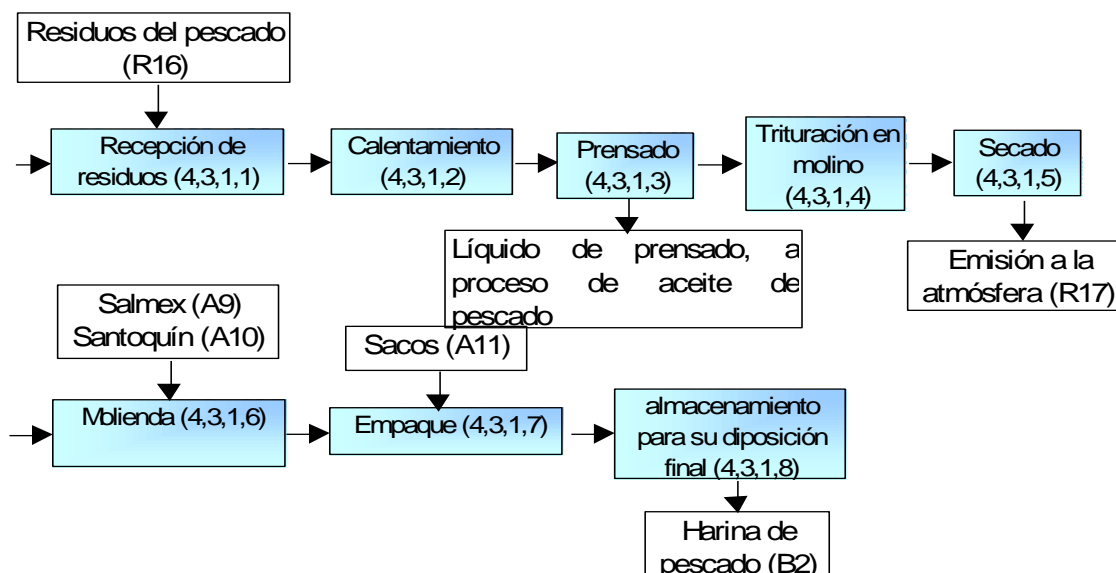 Residuos del pescado
(R16)
Recepción de
residuos (4,3,1,1)
Calentamiento
(4,3,1,2)
Prensado
(4,3,1,3)
Trituración en
molino
(4,3,1,4)
Secado
(4,3,1,5)
Líquido de prensado, a
proceso de aceite de
pescado
Emisión a la
atmósfera (R17)
Salmex (A9)
Santoquín (A10)
Sacos (A11)
Molienda (4,3,1,6)
Empaque (4,3,1,7)
almacenamiento
para su diposición
final (4,3,1,8)
Harina de
pescado (B2)